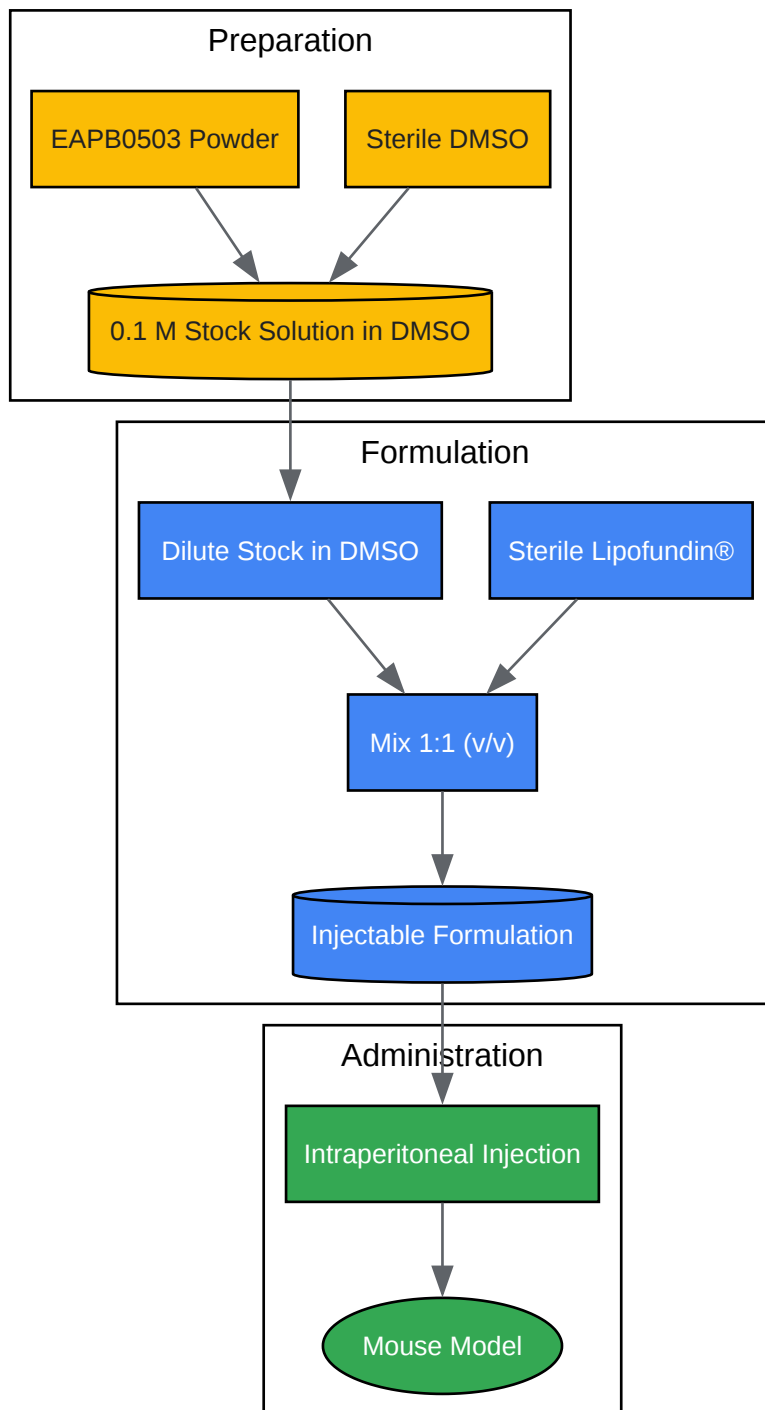 Preparation
EAPB0503 Powder
Sterile DMSO
0.1 M Stock Solution in DMSO
Formulation
Dilute Stock in DMSO
Sterile Lipofundin®
Mix 1:1 (v/v)
Injectable Formulation
Administration
Intraperitoneal Injection
Mouse Model